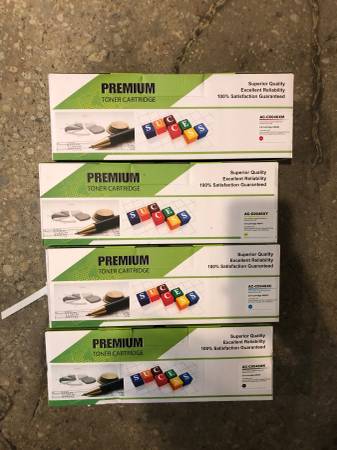 PREMIUM
TONER CARTRIDGE
Superior Quality
Excellent Reliability
100% Satisfaction Guaranteed
AC-C0046XM
SUCCESS
PREMIUM
TONER CARTRIDGE
Superior Quality
Excellent Reliability
100% Satisfaction Guaranteed
SUCCESS
PREMIUM
TONER CARTRIDGE
Superior Quality
Excellent Reliability
100% Satisfaction Guaranteed
SUCCESS
PREMIUM
TONER CARTRIDGE
Superior Quality
Excellent Reliability
100% Satisfaction Guaranteed
SUCCESS